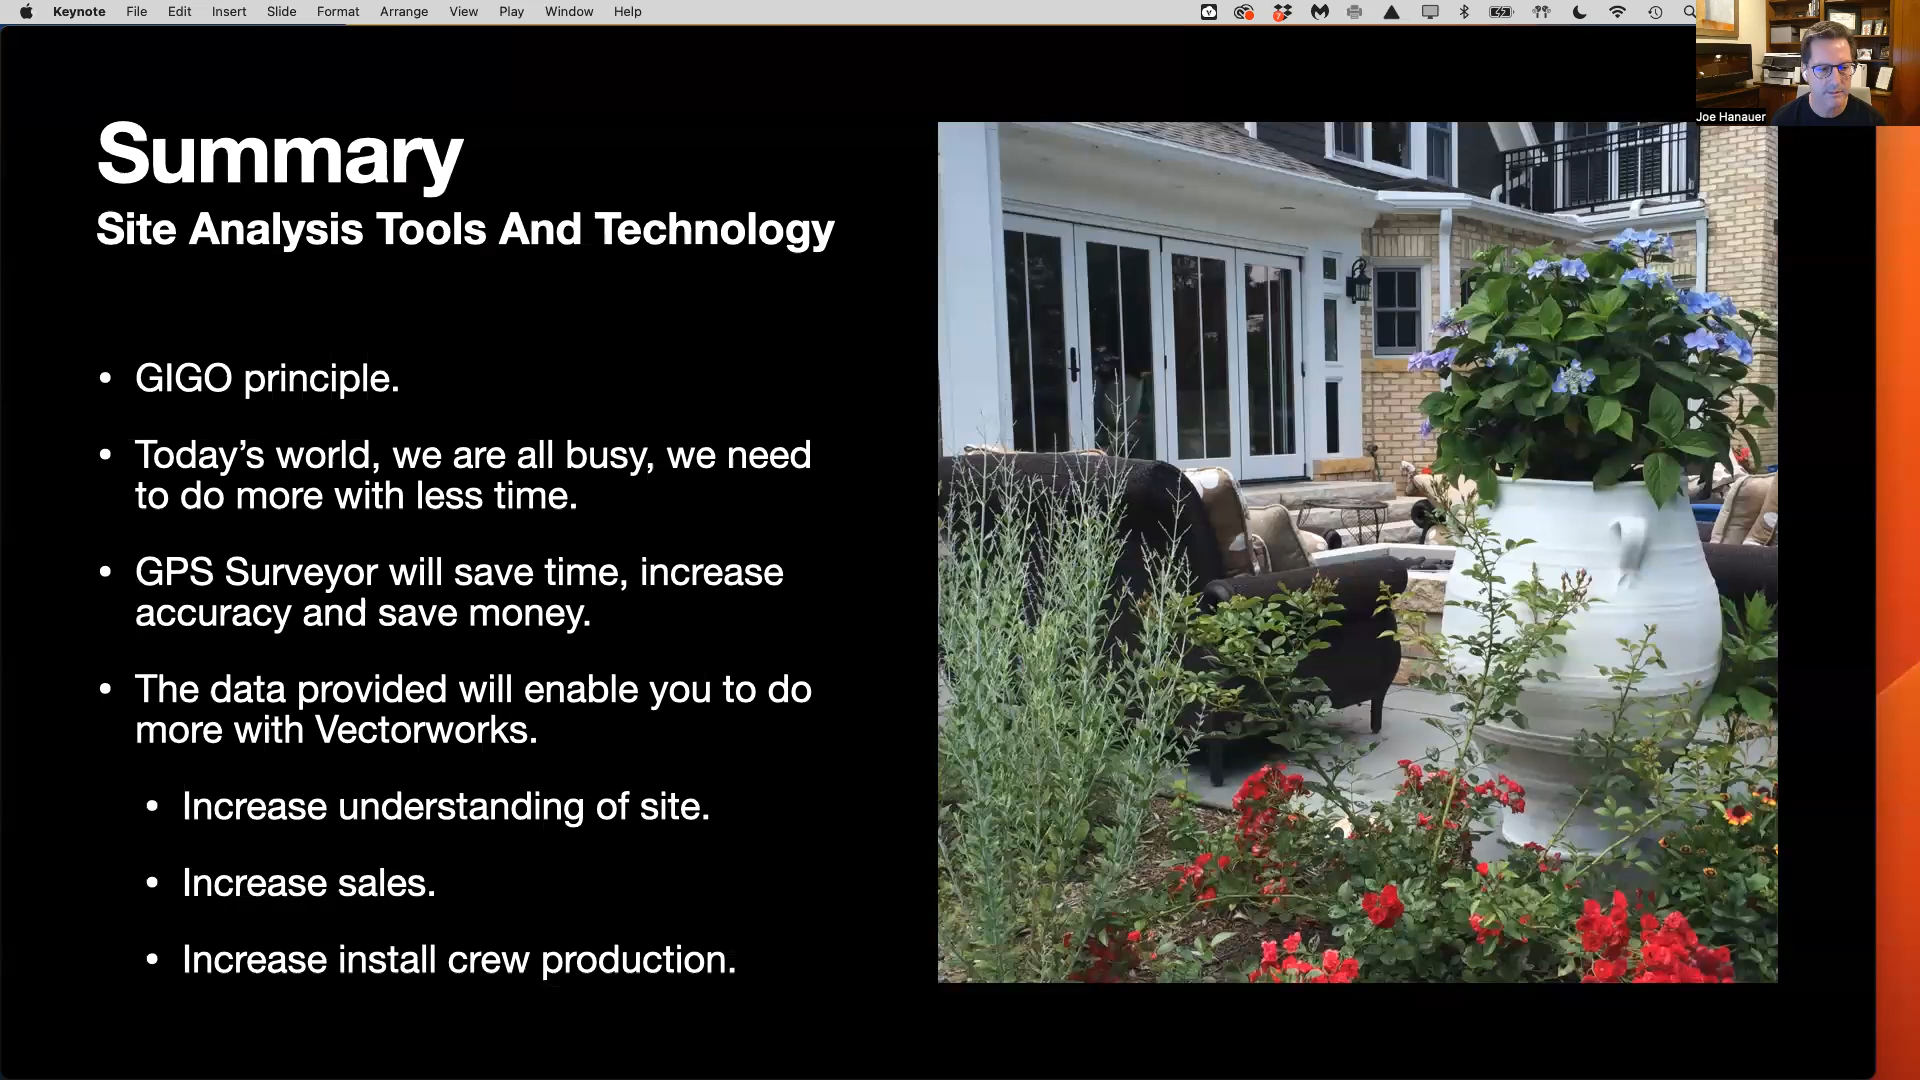 Keynote File Edit Insert Slide Format Arrange View Play Window Help
Joe Hanauer
Summary
Site Analysis Tools And Technology
• GIGO principle.
• Today’s world, we are all busy, we need
to do more with less time.
• GPS Surveyor will save time, increase
accuracy and save money.
• The data provided will enable you to do
more with Vectorworks.
• Increase understanding of site.
• Increase sales.
• Increase install crew production.